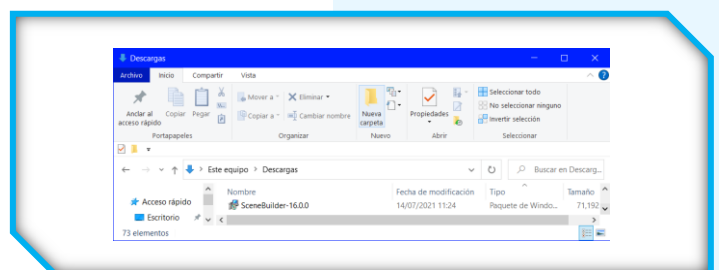 Descargas
Archivo Inicio Compartir Vista
Anclar al acceso rápido
Copiar
Pegar
Mover a
Copiar a
Eliminar
Cambiar nombre
Nueva carpeta
Propiedades
Seleccionar todo
No seleccionar ninguno
Invertir selección
Portapapeles Organizar Nuevo Abrir Seleccionar
Este equipo > Descargas Buscar en Descarg...
Nombre Fecha de modificación Tipo Tamaño
Acceso rápido SceneBuilder-16.0.0 14/07/2021 11:24 Paquete de Windo... 71,192
Escritorio
73 elementos